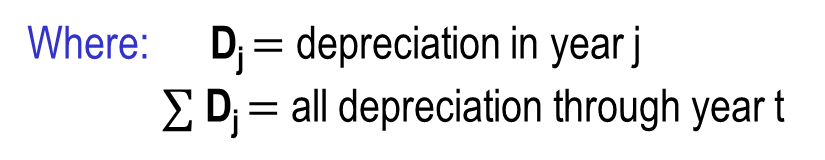 Where: Dj = depreciation in year j
∑ Dj = all depreciation through year t